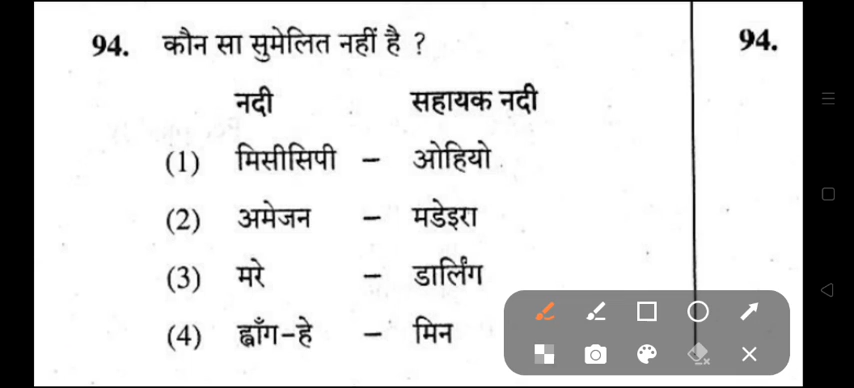 94. कौन सा सुमेलित नहीं है ? 94.
नदी सहायक नदी
(1) मिसीसिपी – ओहियो
(2) अमेजन – मडेइरा
(3) मरे – डार्लिंग
(4) ह्वाँग-हे – मिन